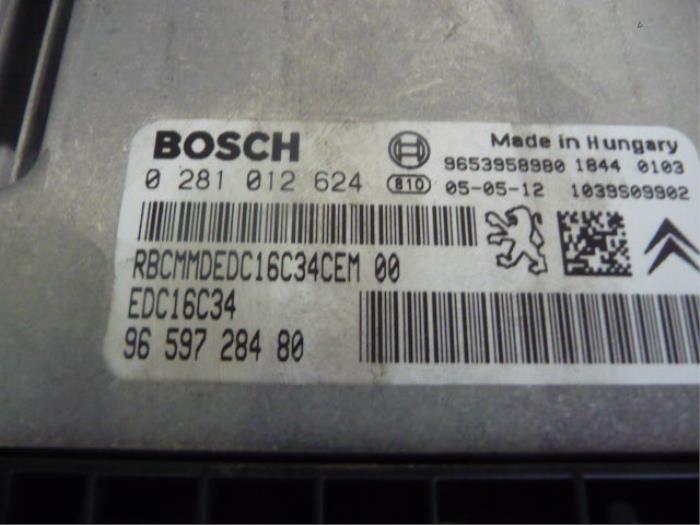 BOSCH
Made in Hungary
9653958980 1844 0103
0 281 012 624 810 05-05-12 1039S09902
RBCMMDEDC16C34CEM 00
EDC16C34
96 597 284 80